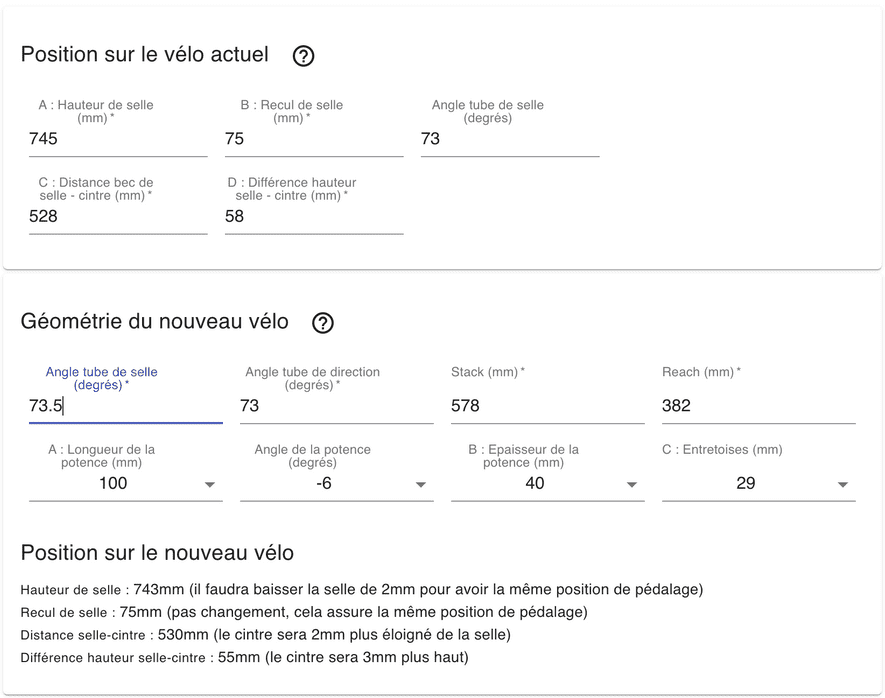 Position sur le vélo actuel ?
A : Hauteur de selle
(mm) *
745
B : Recul de selle
(mm) *
75
Angle tube de selle
(degrés)
73
C : Distance bec de
selle - cintre (mm) *
528
D : Différence hauteur
selle - cintre (mm) *
58
Géométrie du nouveau vélo ?
Angle tube de selle
(degrés) *
73.5
Angle tube de direction
(degrés) *
73
Stack (mm) *
578
Reach (mm) *
382
A : Longueur de la
potence (mm)
100
Angle de la potence
(degrés)
-6
B : Epaisseur de la
potence (mm)
40
C : Entretoises (mm)
29
Position sur le nouveau vélo
Hauteur de selle : 743mm (il faudra baisser la selle de 2mm pour avoir la même position de pédalage)
Recul de selle : 75mm (pas changement, cela assure la même position de pédalage)
Distance selle-cintre : 530mm (le cintre sera 2mm plus éloigné de la selle)
Différence hauteur selle-cintre : 55mm (le cintre sera 3mm plus haut)